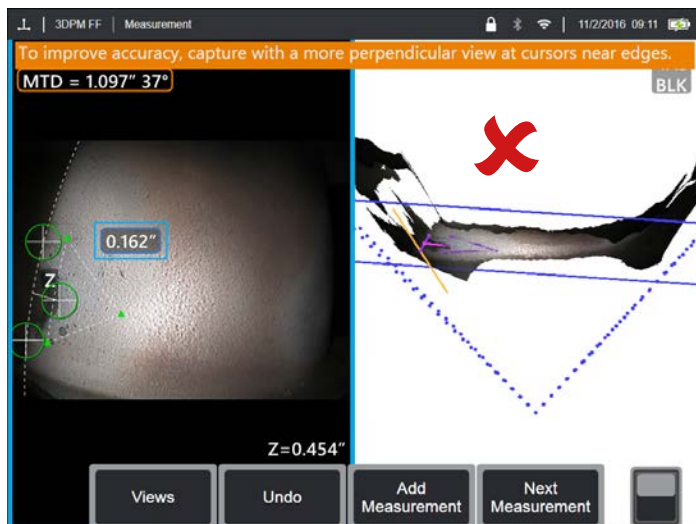 3DPM FF | Measurement 11/2/2016 09:11
To improve accuracy, capture with a more perpendicular view at cursors near edges.
MTD = 1.097" 37°
BLK
0.162"
Z
Z=0.454"
Views
Undo
Add
Measurement
Next
Measurement